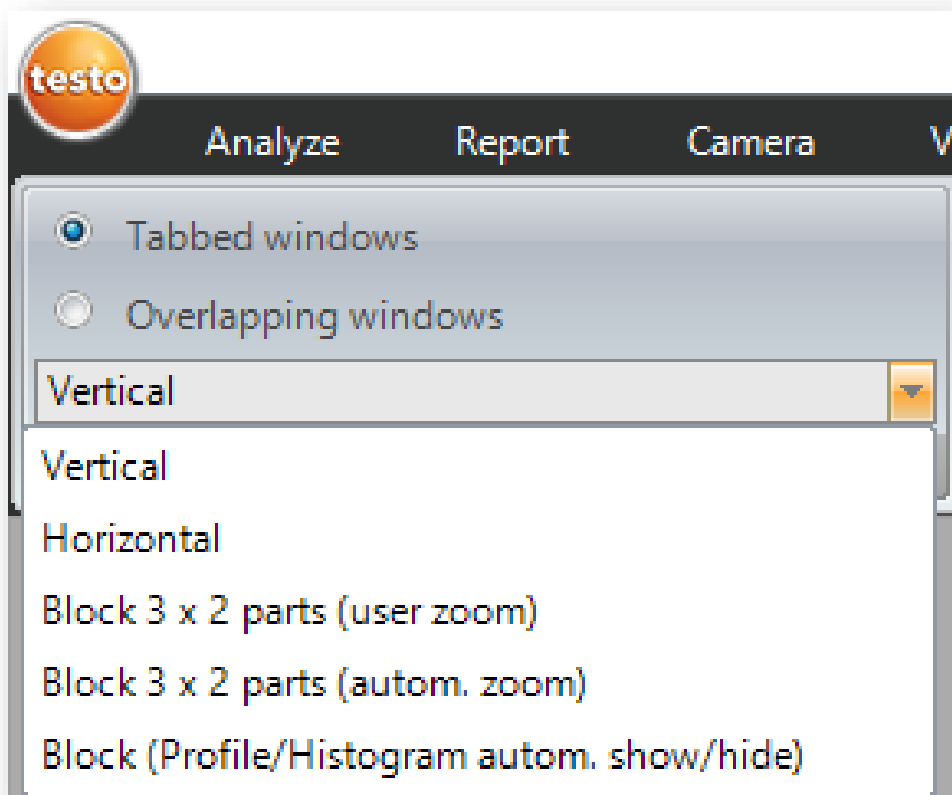 testo
Analyze Report Camera V
Tabbed windows
Overlapping windows
Vertical
Vertical
Horizontal
Block 3 x 2 parts (user zoom)
Block 3 x 2 parts (autom. zoom)
Block (Profile/Histogram autom. show/hide)